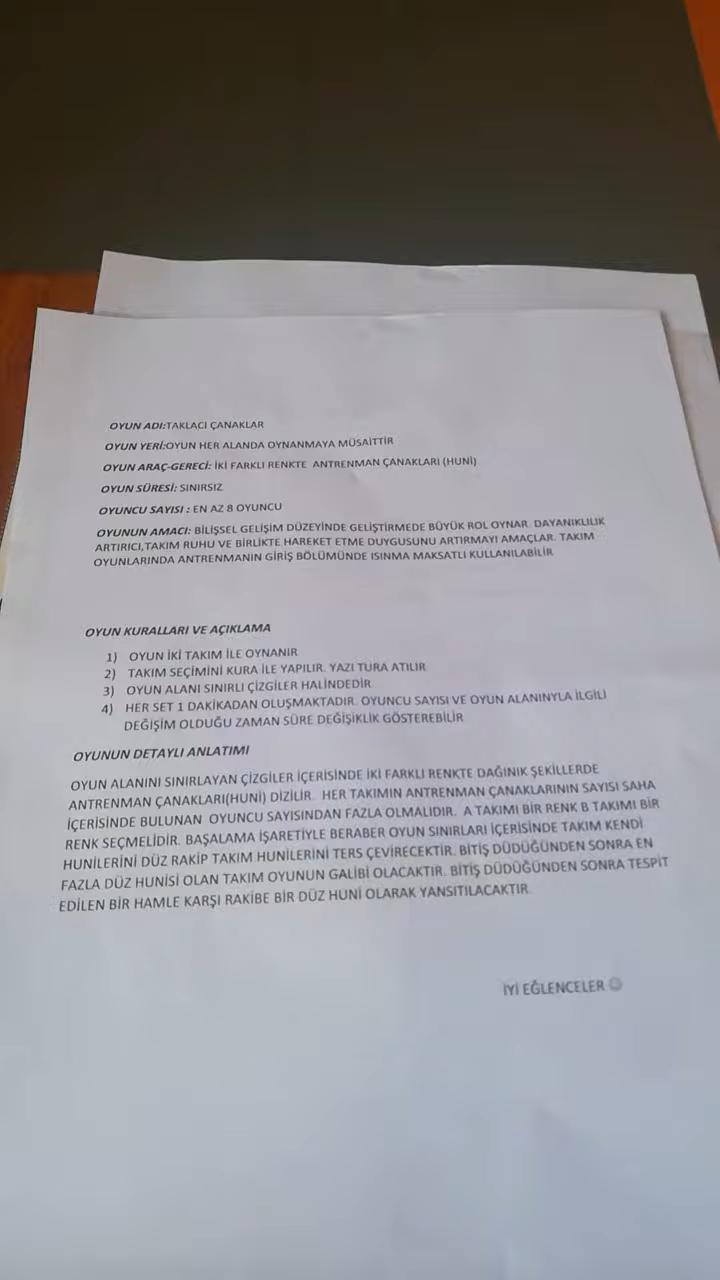 OYUN ADI:TAKLACI ÇANAKLAR
OYUN YERİ:OYUN HER ALANDA OYNANMAYA MÜSAİTTİR
OYUN ARAÇ-GERECİ: İKİ FARKLI RENKTE ANTRENMAN ÇANAKLARI (HUNİ)
OYUN SÜRESİ: SINIRSIZ
OYUNCU SAYISI : EN AZ 8 OYUNCU
OYUNUN AMACI: BİLİŞSEL GELİŞİM DÜZEYİNDE GELİŞTİRMEDE BÜYÜK ROL OYNAR. DAYANIKLILIK
ARTIRICI,TAKIM RUHU VE BİRLİKTE HAREKET ETME DUYGUSUNU ARTIRMAYI AMAÇLAR. TAKIM
OYUNLARINDA ANTRENMANIN GİRİŞ BÖLÜMÜNDE ISINMA MAKSATLI KULLANILABİLİR
OYUN KURALLARI VE AÇIKLAMA
1) OYUN İKİ TAKIM İLE OYNANIR
2) TAKIM SEÇİMİNİ KURA İLE YAPILIR. YAZI TURA ATILIR
3) OYUN ALANI SINIRLI ÇİZGİLER HALİNDEDİR
4) HER SET 1 DAKİKADAN OLUŞMAKTADIR. OYUNCU SAYISI VE OYUN ALANINYLA İLGİLİ
DEĞİŞİM OLDUĞU ZAMAN SÜRE DEĞİŞİKLİK GÖSTEREBİLİR
OYUNUN DETAYLI ANLATIMI
OYUN ALANINI SINIRLAYAN ÇİZGİLER İÇERİSİNDE İKİ FARKLI RENKTE DAĞINIK ŞEKİLLERDE
ANTRENMAN ÇANAKLARI(HUNİ) DİZİLİR. HER TAKIMIN ANTRENMAN ÇANAKLARININ SAYISI SAHA
İÇERİSİNDE BULUNAN OYUNCU SAYISINDAN FAZLA OLMALIDIR. A TAKIMI BİR RENK B TAKIMI BİR
RENK SEÇMELİDİR. BAŞALAMA İŞARETİYLE BERABER OYUN SINIRLARI İÇERİSİNDE TAKIM KENDİ
HUNİLERİNİ DÜZ RAKİP TAKIM HUNİLERİNİ TERS ÇEVİRECEKTİR. BİTİŞ DÜDÜĞÜNDEN SONRA EN
FAZLA DÜZ HUNİSİ OLAN TAKIM OYUNUN GALİBİ OLACAKTIR. BİTİŞ DÜDÜĞÜNDEN SONRA TESPİT
EDİLEN BİR HAMLE KARŞI RAKİBE BİR DÜZ HUNİ OLARAK YANSITILACAKTIR.
İYİ EĞLENCELER ☺